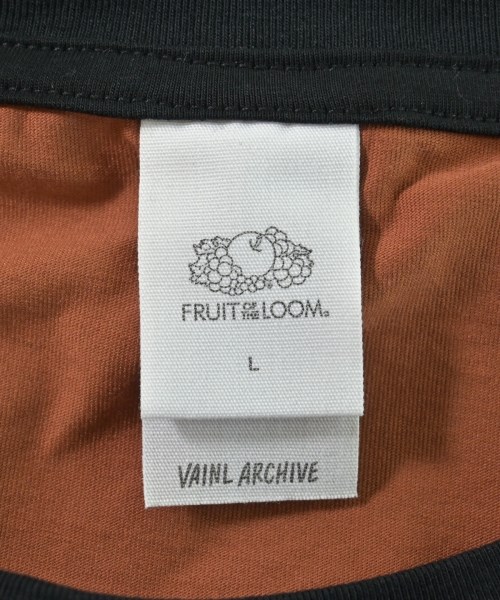 FRUIT OF THE LOOM®
L
VAINL ARCHIVE